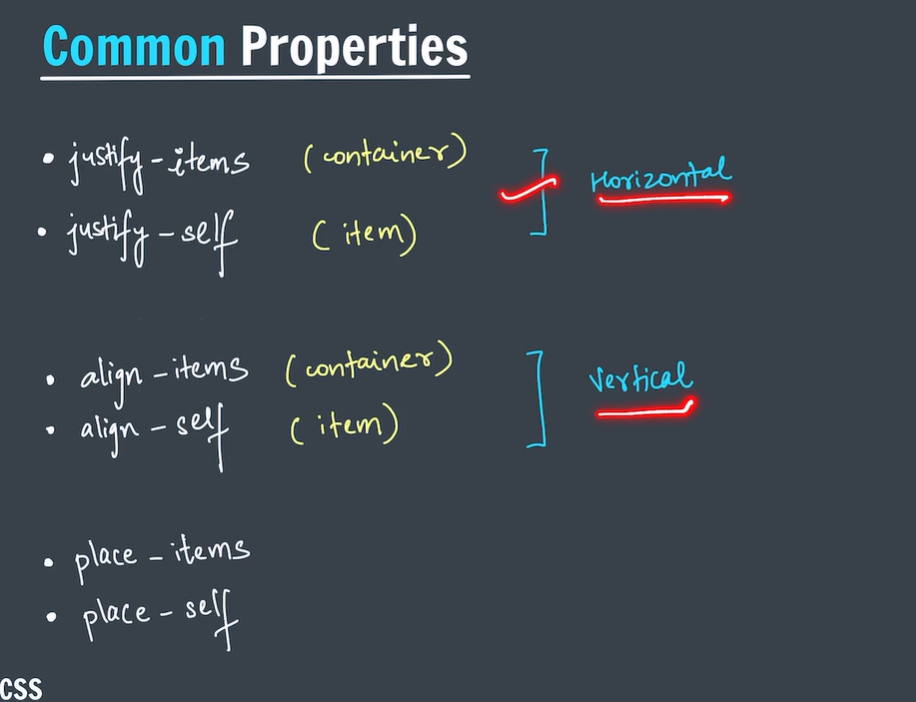 Common Properties
• justify-items (container)
Horizontal
• justify-self (item)
• align-items (container)
Vertical
• align-self (item)
• place-items
• place-self
CSS